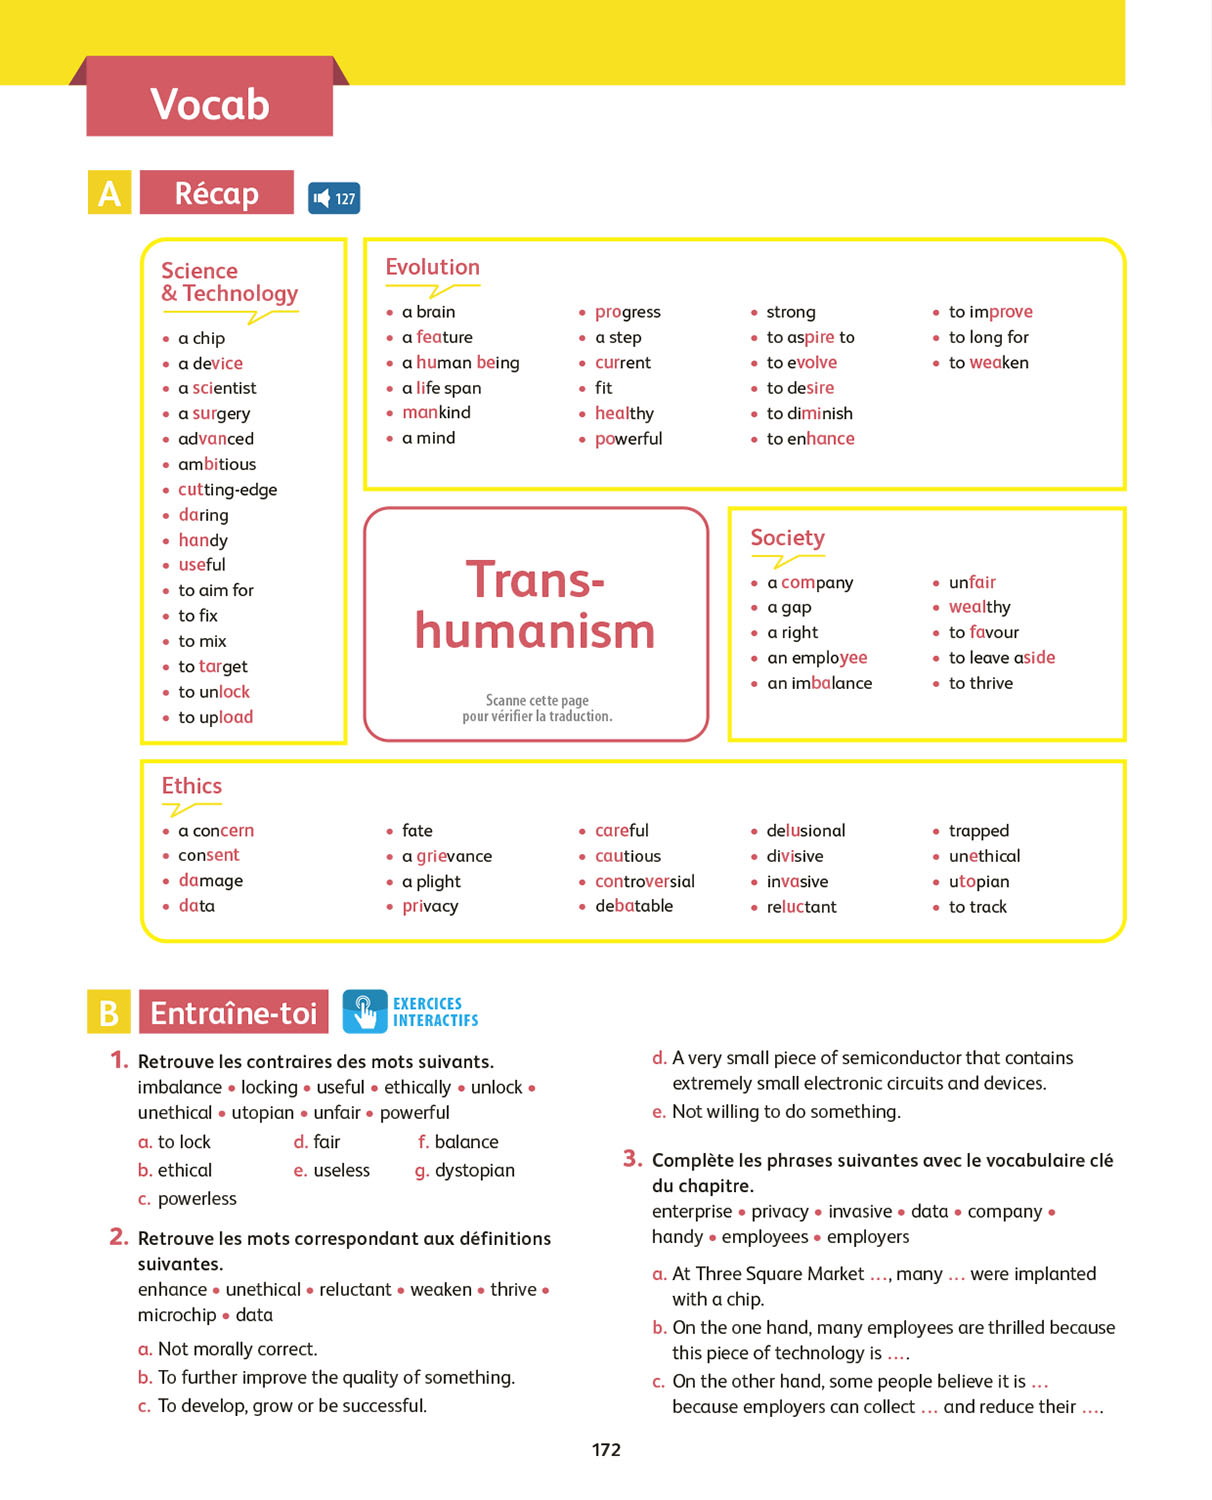 Vocab
A Récap 127
Science
& Technology
• a chip
• a device
• a scientist
• a surgery
• advanced
• ambitious
• cutting-edge
• daring
• handy
• useful
• to aim for
• to fix
• to mix
• to target
• to unlock
• to upload
Evolution
• a brain
• a feature
• a human being
• a life span
• mankind
• a mind
• progress
• a step
• current
• fit
• healthy
• powerful
• strong
• to aspire to
• to evolve
• to desire
• to diminish
• to enhance
• to improve
• to long for
• to weaken
Trans-
humanism
Scanne cette page
pour vérifier la traduction.
Society
• a company
• a gap
• a right
• an employee
• an imbalance
• unfair
• wealthy
• to favour
• to leave aside
• to thrive
Ethics
• a concern
• consent
• damage
• data
• fate
• a grievance
• a plight
• privacy
• careful
• cautious
• controversial
• debatable
• delusional
• divisive
• invasive
• reluctant
• trapped
• unethical
• utopian
• to track
B Entraîne-toi
EXERCICES
INTERACTIFS
1. Retrouve les contraires des mots suivants.
imbalance • locking • useful • ethically • unlock •
unethical • utopian • unfair • powerful
a. to lock d. fair f. balance
b. ethical e. useless g. dystopian
c. powerless
2. Retrouve les mots correspondant aux définitions
suivantes.
enhance • unethical • reluctant • weaken • thrive •
microchip • data
a. Not morally correct.
b. To further improve the quality of something.
c. To develop, grow or be successful.
d. A very small piece of semiconductor that contains
extremely small electronic circuits and devices.
e. Not willing to do something.
3. Complète les phrases suivantes avec le vocabulaire clé
du chapitre.
enterprise • privacy • invasive • data • company •
handy • employees • employers
a. At Three Square Market ..., many ... were implanted
with a chip.
b. On the one hand, many employees are thrilled because
this piece of technology is ....
c. On the other hand, some people believe it is ...
because employers can collect ... and reduce their ....
172